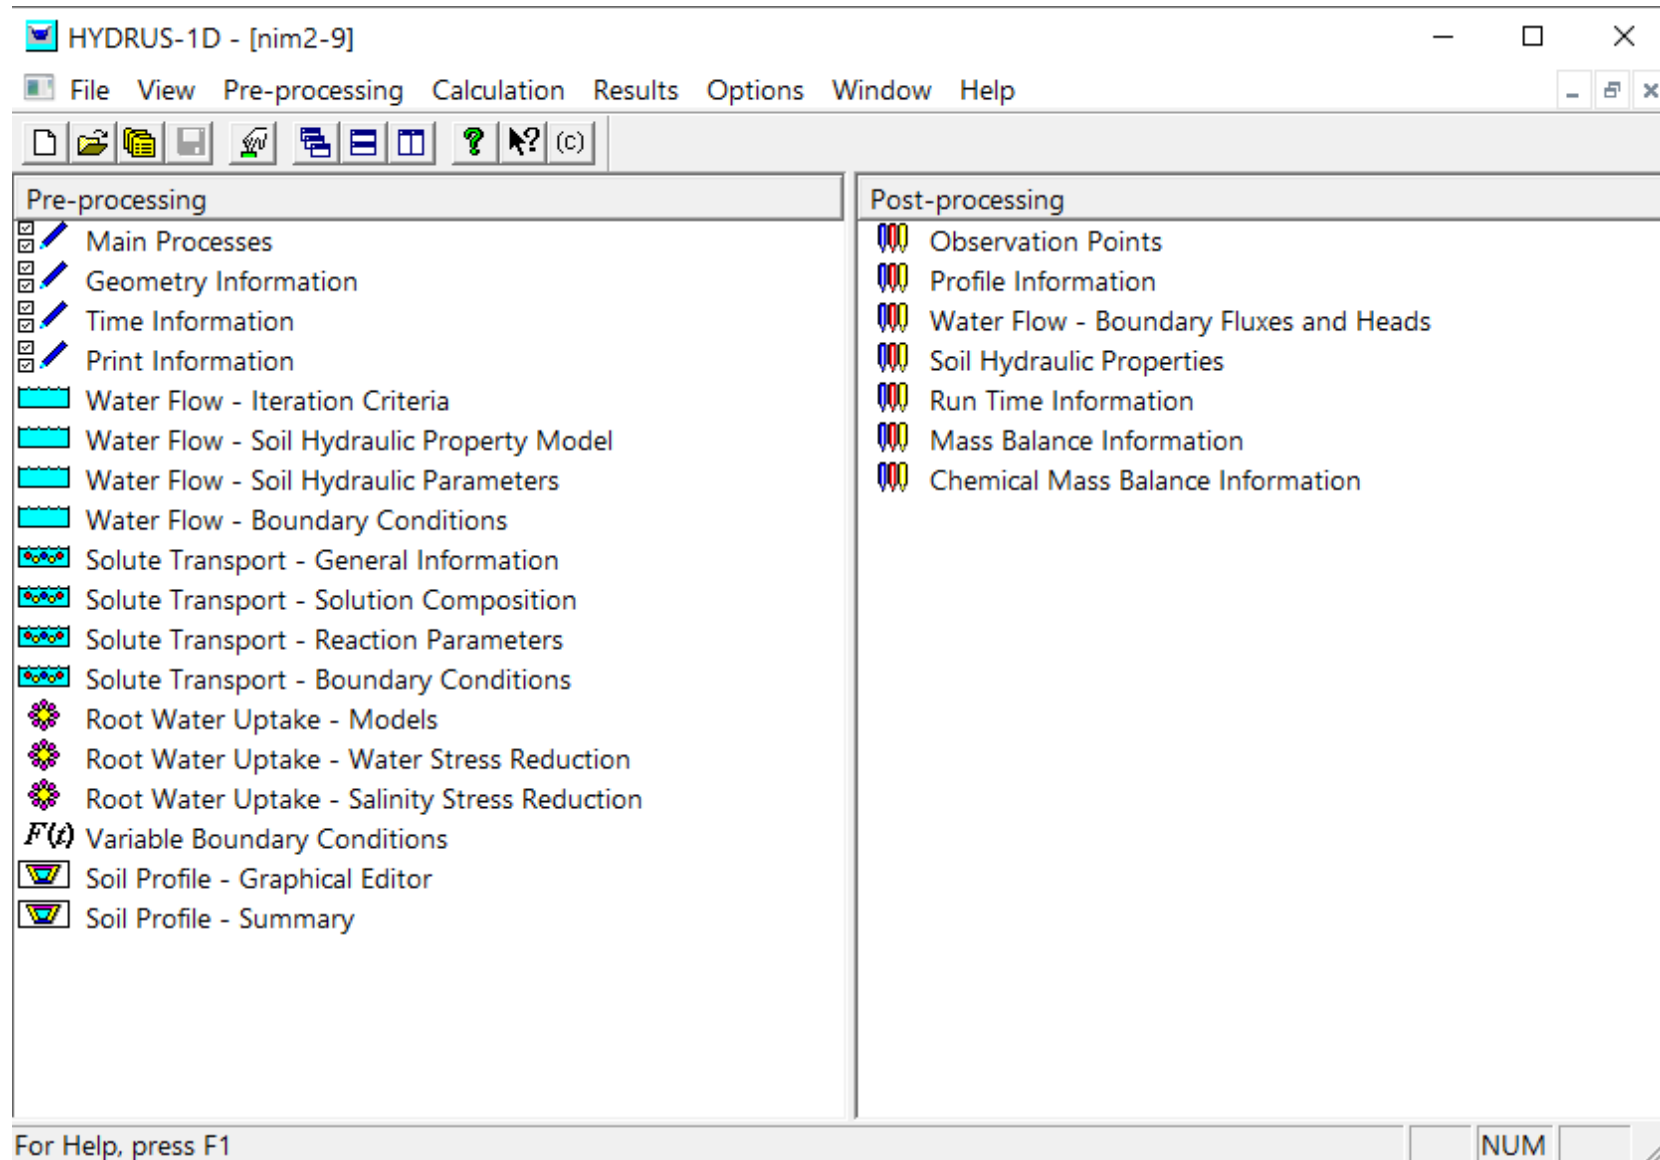 HYDRUS-1D - [nim2-9]
File View Pre-processing Calculation Results Options Window Help
(c)
Pre-processing
Main Processes
Geometry Information
Time Information
Print Information
Water Flow - Iteration Criteria
Water Flow - Soil Hydraulic Property Model
Water Flow - Soil Hydraulic Parameters
Water Flow - Boundary Conditions
Solute Transport - General Information
Solute Transport - Solution Composition
Solute Transport - Reaction Parameters
Solute Transport - Boundary Conditions
Root Water Uptake - Models
Root Water Uptake - Water Stress Reduction
Root Water Uptake - Salinity Stress Reduction
F(t) Variable Boundary Conditions
Soil Profile - Graphical Editor
Soil Profile - Summary
Post-processing
Observation Points
Profile Information
Water Flow - Boundary Fluxes and Heads
Soil Hydraulic Properties
Run Time Information
Mass Balance Information
Chemical Mass Balance Information
For Help, press F1
NUM